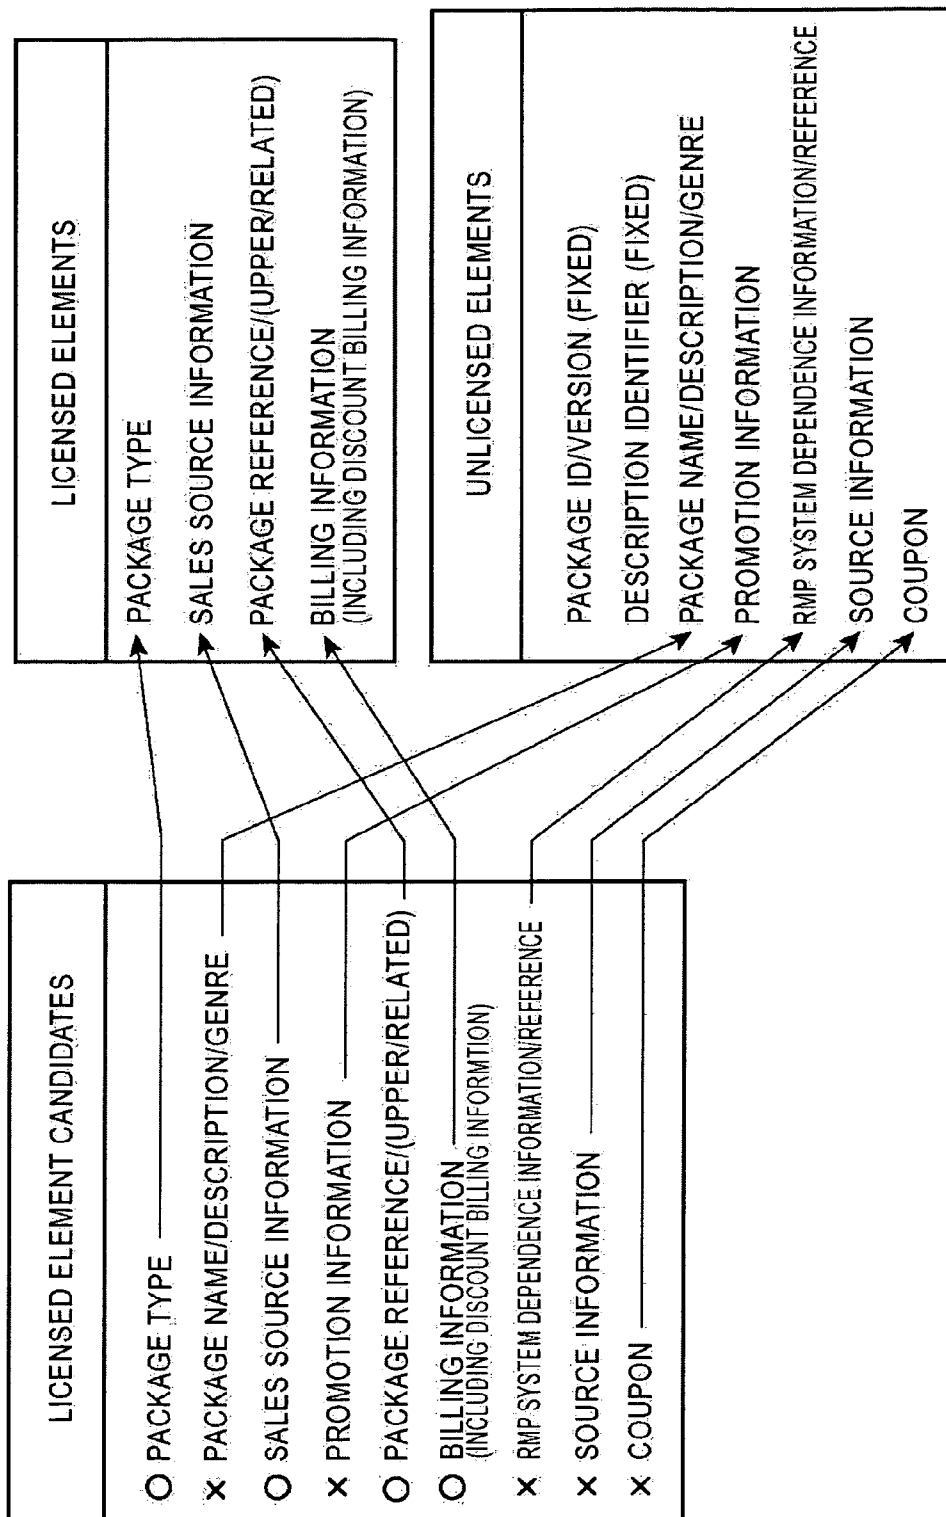 LICENSED ELEMENT CANDIDATES
O PACKAGE TYPE
X PACKAGE NAME/DESCRIPTION/GENRE
O SALES SOURCE INFORMATION
X PROMOTION INFORMATION
O PACKAGE REFERENCE/(UPPER/RELATED)
O BILLING INFORMATION
(INCLUDING DISCOUNT BILLING INFORMTION)
X RMP SYSTEM DEPENDENCE INFORMATION/REFERENCE
X SOURCE INFORMATION
X COUPON
LICENSED ELEMENTS
PACKAGE TYPE
SALES SOURCE INFORMATION
PACKAGE REFERENCE/(UPPER/RELATED)
BILLING INFORMATION
(INCLUDING DISCOUNT BILLING INFORMATION)
UNLICENSED ELEMENTS
PACKAGE ID/VERSION (FIXED)
DESCRIPTION IDENTIFIER (FIXED)
PACKAGE NAME/DESCRIPTION/GENRE
PROMOTION INFORMATION
RMP SYSTEM DEPENDENCE INFORMATION/REFERENCE
SOURCE INFORMATION
COUPON